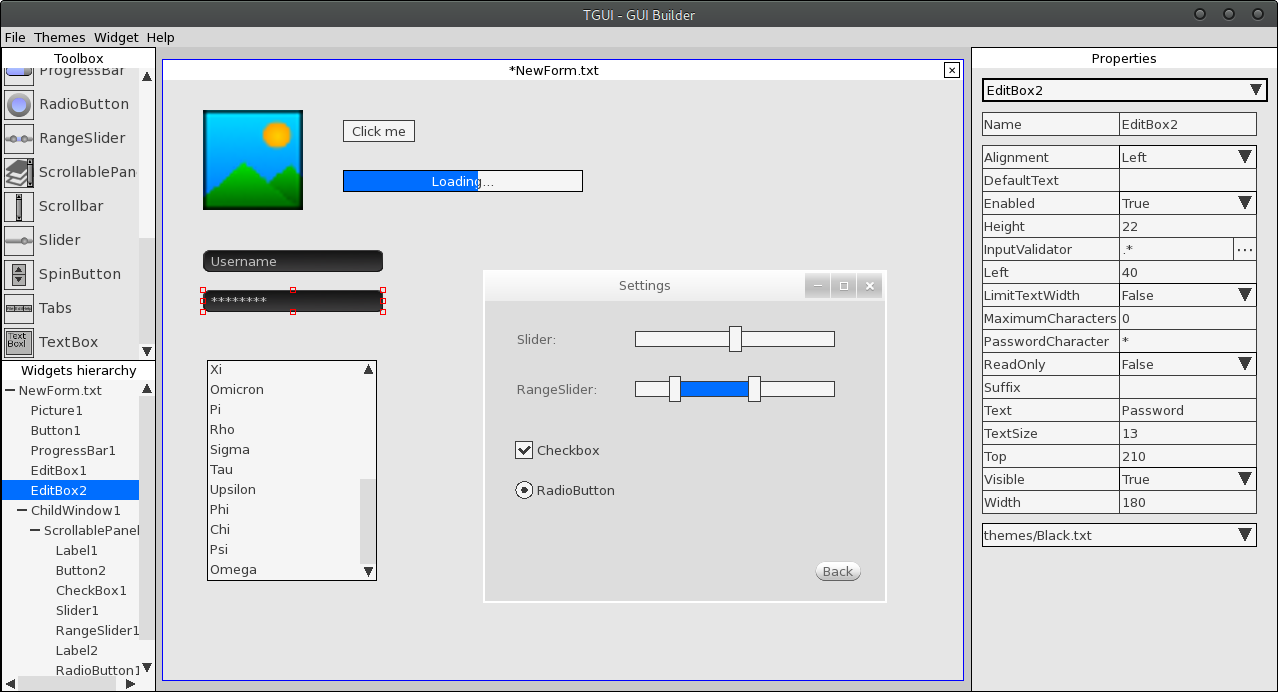 TGUI - GUI Builder
File Themes Widget Help
Toolbox
ProgressBar
RadioButton
RangeSlider
ScrollablePan
Scrollbar
Slider
SpinButton
Tabs
Text
Box
TextBox
Widgets hierarchy
NewForm.txt
Picture1
Button1
ProgressBar1
EditBox1
EditBox2
ChildWindow1
ScrollablePanel
Label1
Button2
CheckBox1
Slider1
RangeSlider1
Label2
RadioButton1
*NewForm.txt
Click me
Loading...
Username
********
Xi
Omicron
Pi
Rho
Sigma
Tau
Upsilon
Phi
Chi
Psi
Omega
Settings
Slider:
RangeSlider:
Checkbox
RadioButton
Back
Properties
EditBox2
Name EditBox2
Alignment Left
DefaultText
Enabled True
Height 22
InputValidator .* ...
Left 40
LimitTextWidth False
MaximumCharacters 0
PasswordCharacter *
ReadOnly False
Suffix
Text Password
TextSize 13
Top 210
Visible True
Width 180
themes/Black.txt